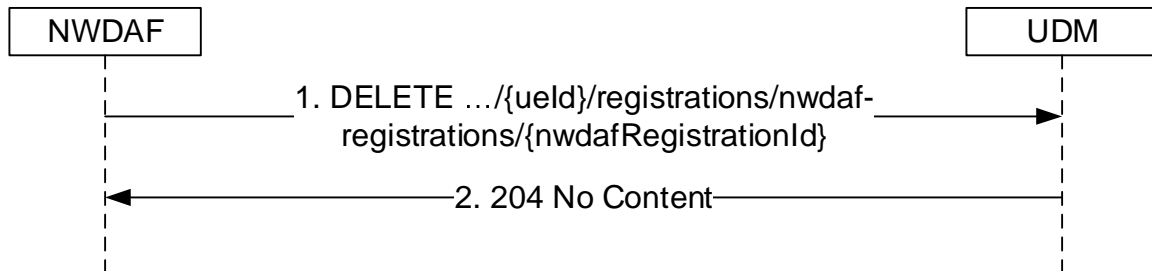 NWDAF
UDM
1. DELETE …/{ueId}/registrations/nwdaf-
registrations/{nwdafRegistrationId}
2. 204 No Content